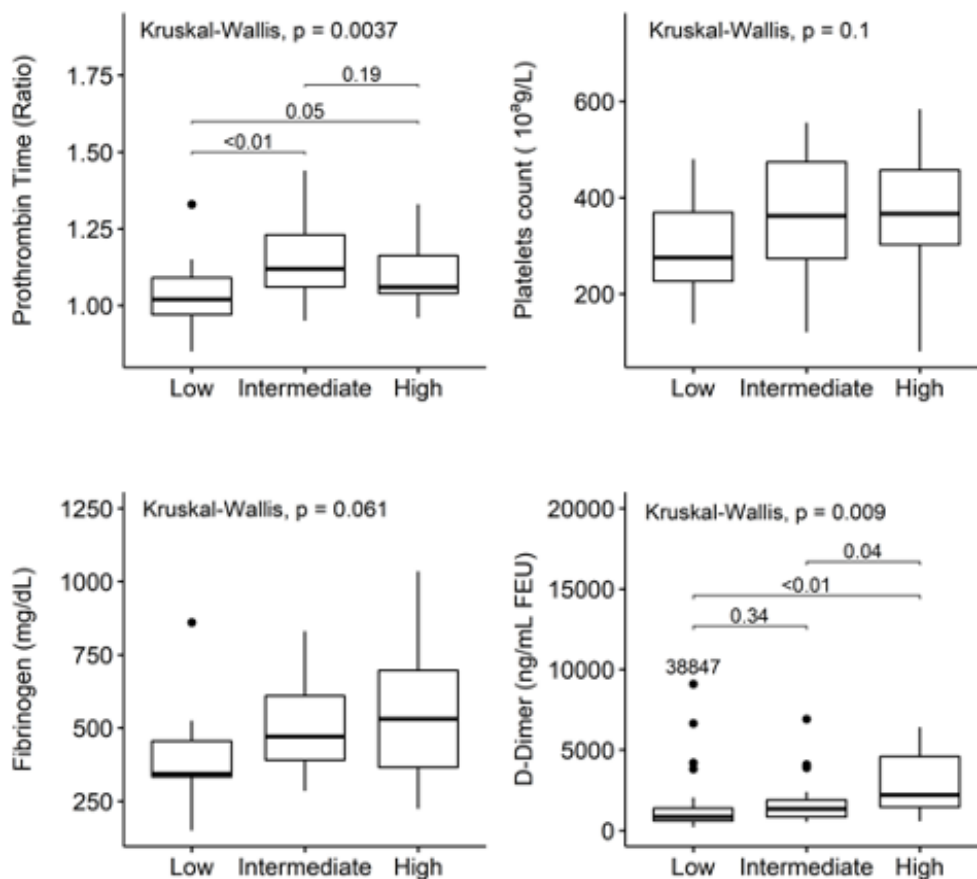 Prothrombin Time (Ratio)
Kruskal-Wallis, p = 0.0037
1.75
1.50
1.25
1.00
0.19
0.05
<0.01
Low Intermediate High
Platelets count ( 10ª9/L)
Kruskal-Wallis, p = 0.1
600
400
200
Low Intermediate High
Fibrinogen (mg/dL)
Kruskal-Wallis, p = 0.061
1250
1000
750
500
250
Low Intermediate High
D-Dimer (ng/mL FEU)
Kruskal-Wallis, p = 0.009
20000
15000
10000
5000
0
0.04
<0.01
0.34
38847
Low Intermediate High